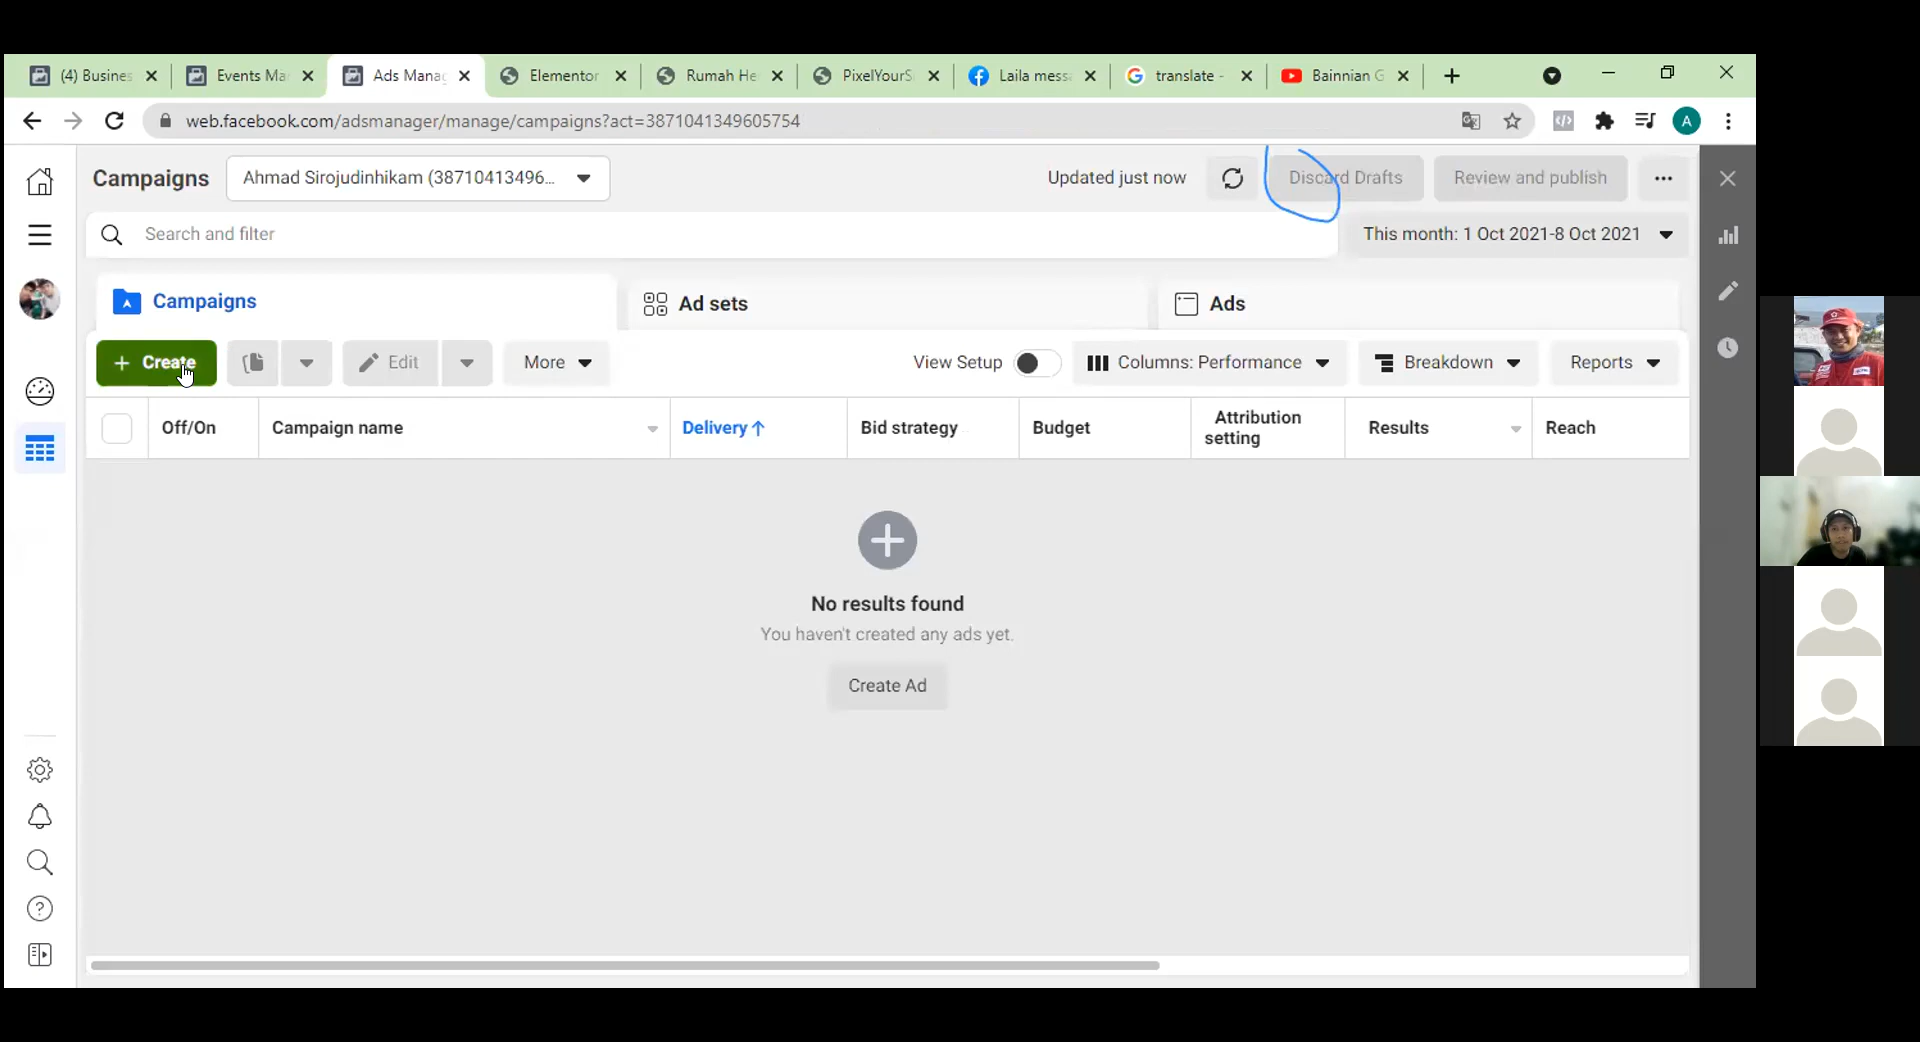 (4) Busines
Events Ma
Ads Manag
Elementor
Rumah He
PixelYourS
Laila mess
translate -
Bainnian G
web.facebook.com/adsmanager/manage/campaigns?act=3871041349605754
A
Campaigns
Ahmad Sirojudinhikam (38710413496...
Updated just now
Discard Drafts
Review and publish
Search and filter
This month: 1 Oct 2021-8 Oct 2021
Campaigns
Ad sets
Ads
+ Create
Edit
More
View Setup
Columns: Performance
Breakdown
Reports
Off/On
Campaign name
Delivery ↑
Bid strategy
Budget
Attribution
setting
Results
Reach
No results found
You haven't created any ads yet.
Create Ad